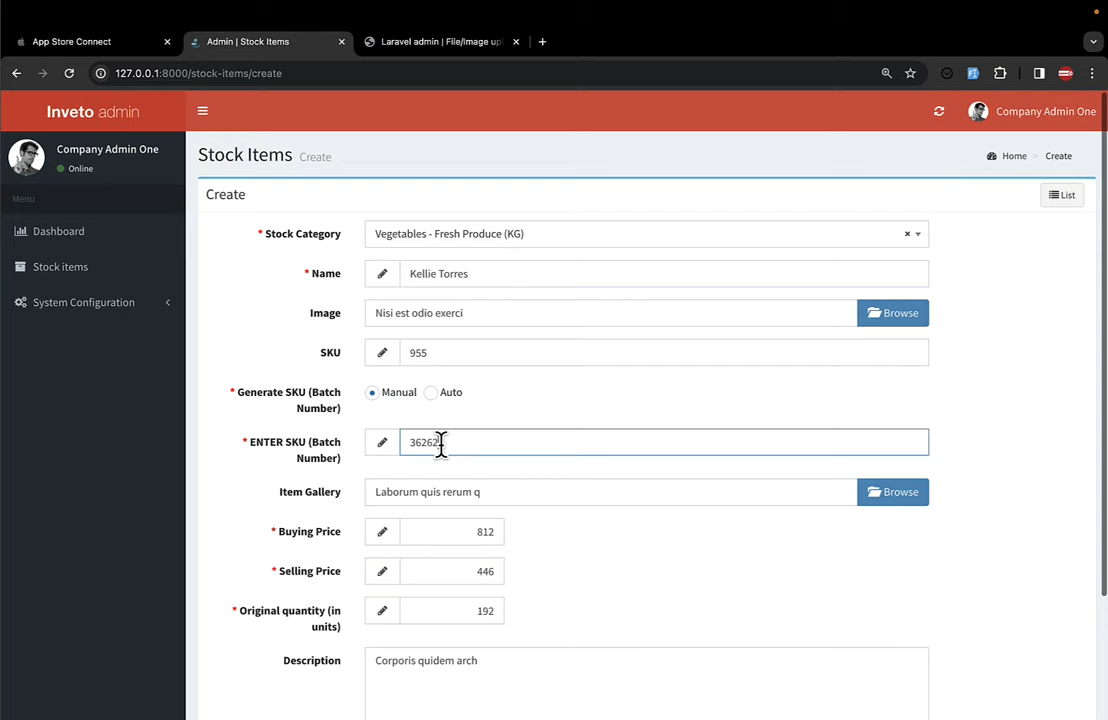 App Store Connect
Admin | Stock Items
Laravel admin | File/Image up
127.0.0.1:8000/stock-items/create
Inveto admin
Company Admin One
Company Admin One
Online
Stock Items Create
Home > Create
Menu
Create
List
Dashboard
Stock items
System Configuration
* Stock Category
Vegetables - Fresh Produce (KG)
* Name
Kellie Torres
Image
Nisi est odio exerci
Browse
SKU
955
* Generate SKU (Batch
Number)
Manual
Auto
* ENTER SKU (Batch
Number)
36262
Item Gallery
Laborum quis rerum q
Browse
* Buying Price
812
* Selling Price
446
* Original quantity (in
units)
192
Description
Corporis quidem arch